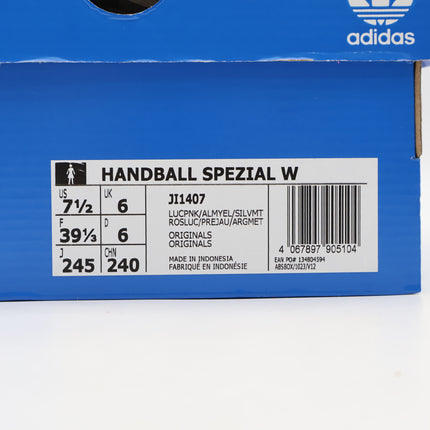 adidas
HANDBALL SPEZIAL W
US 7½ UK 6
F 39⅓ D 6
J 245 CHN 240
JI1407
LUCPNK/ALMYEL/SILVMT
ROSLUC/PREJAU/ARGMET
ORIGINALS
ORIGINALS
MADE IN INDONESIA
FABRIQUÉ EN INDONÉSIE
4 067897 905104
EAN PO# 134804594
ABSBOX/1023/V12